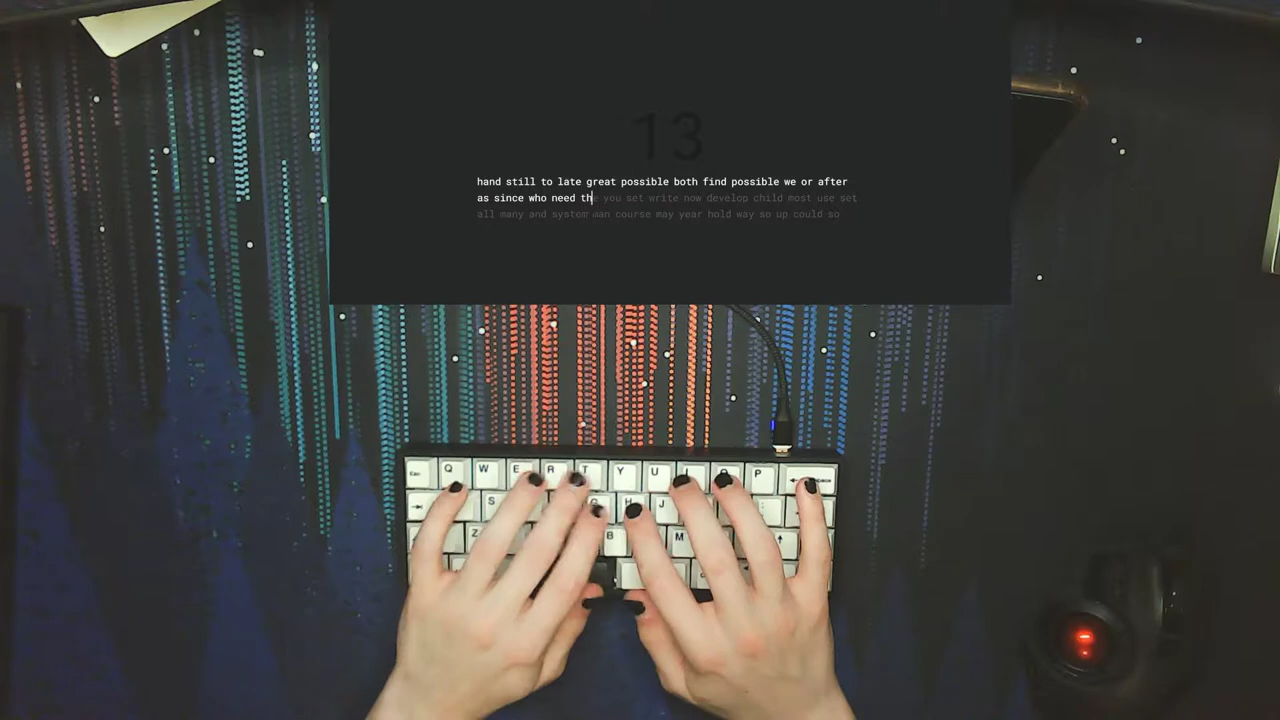 13
hand still to late great possible both find possible we or after
as since who need the you set write now develop child most use set
all many and system man course may year hold way so up could so
Esc Q W E R T Y U I O P
S G H J :
Z B M